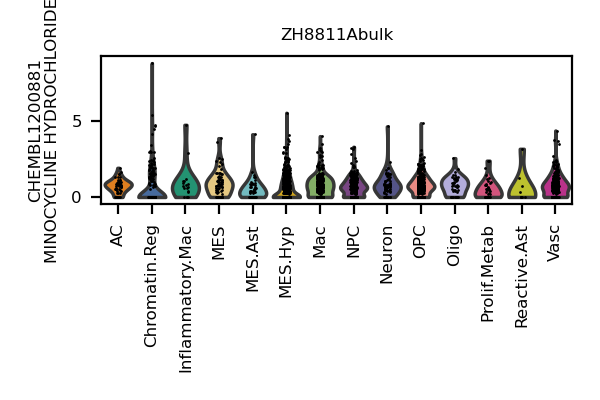 ZH8811Abulk
CHEMBL1200881
MINOCYCLINE HYDROCHLORIDE
5
0
AC
Chromatin.Reg
Inflammatory.Mac
MES
MES.Ast
MES.Hyp
Mac
NPC
Neuron
OPC
Oligo
Prolif.Metab
Reactive.Ast
Vasc